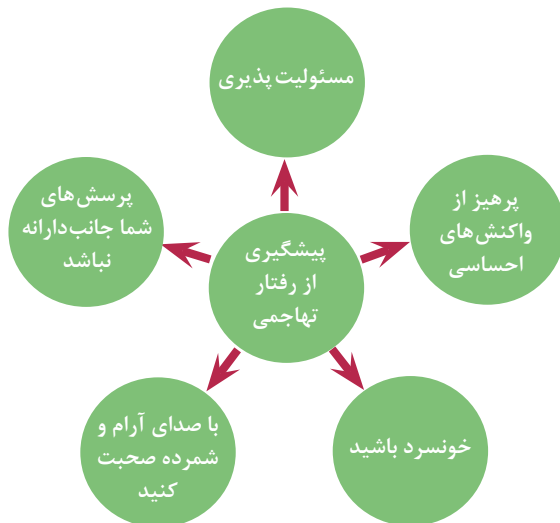 مسئولیت‌پذیری
پرهیز از
واکنش‌های
احساسی
پرسش‌های
شما جانب‌دارانه
نباشد
پیشگیری
از رفتار
تهاجمی
خونسرد باشید
با صدای آرام و
شمرده صحبت
کنید